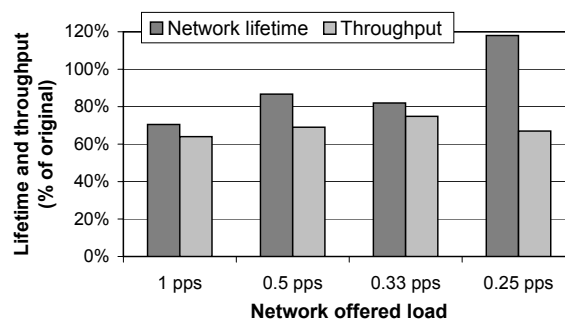 Network lifetime Throughput
120%
100%
80%
60%
40%
20%
0%
Lifetime and throughput
(% of original)
1 pps 0.5 pps 0.33 pps 0.25 pps
Network offered load